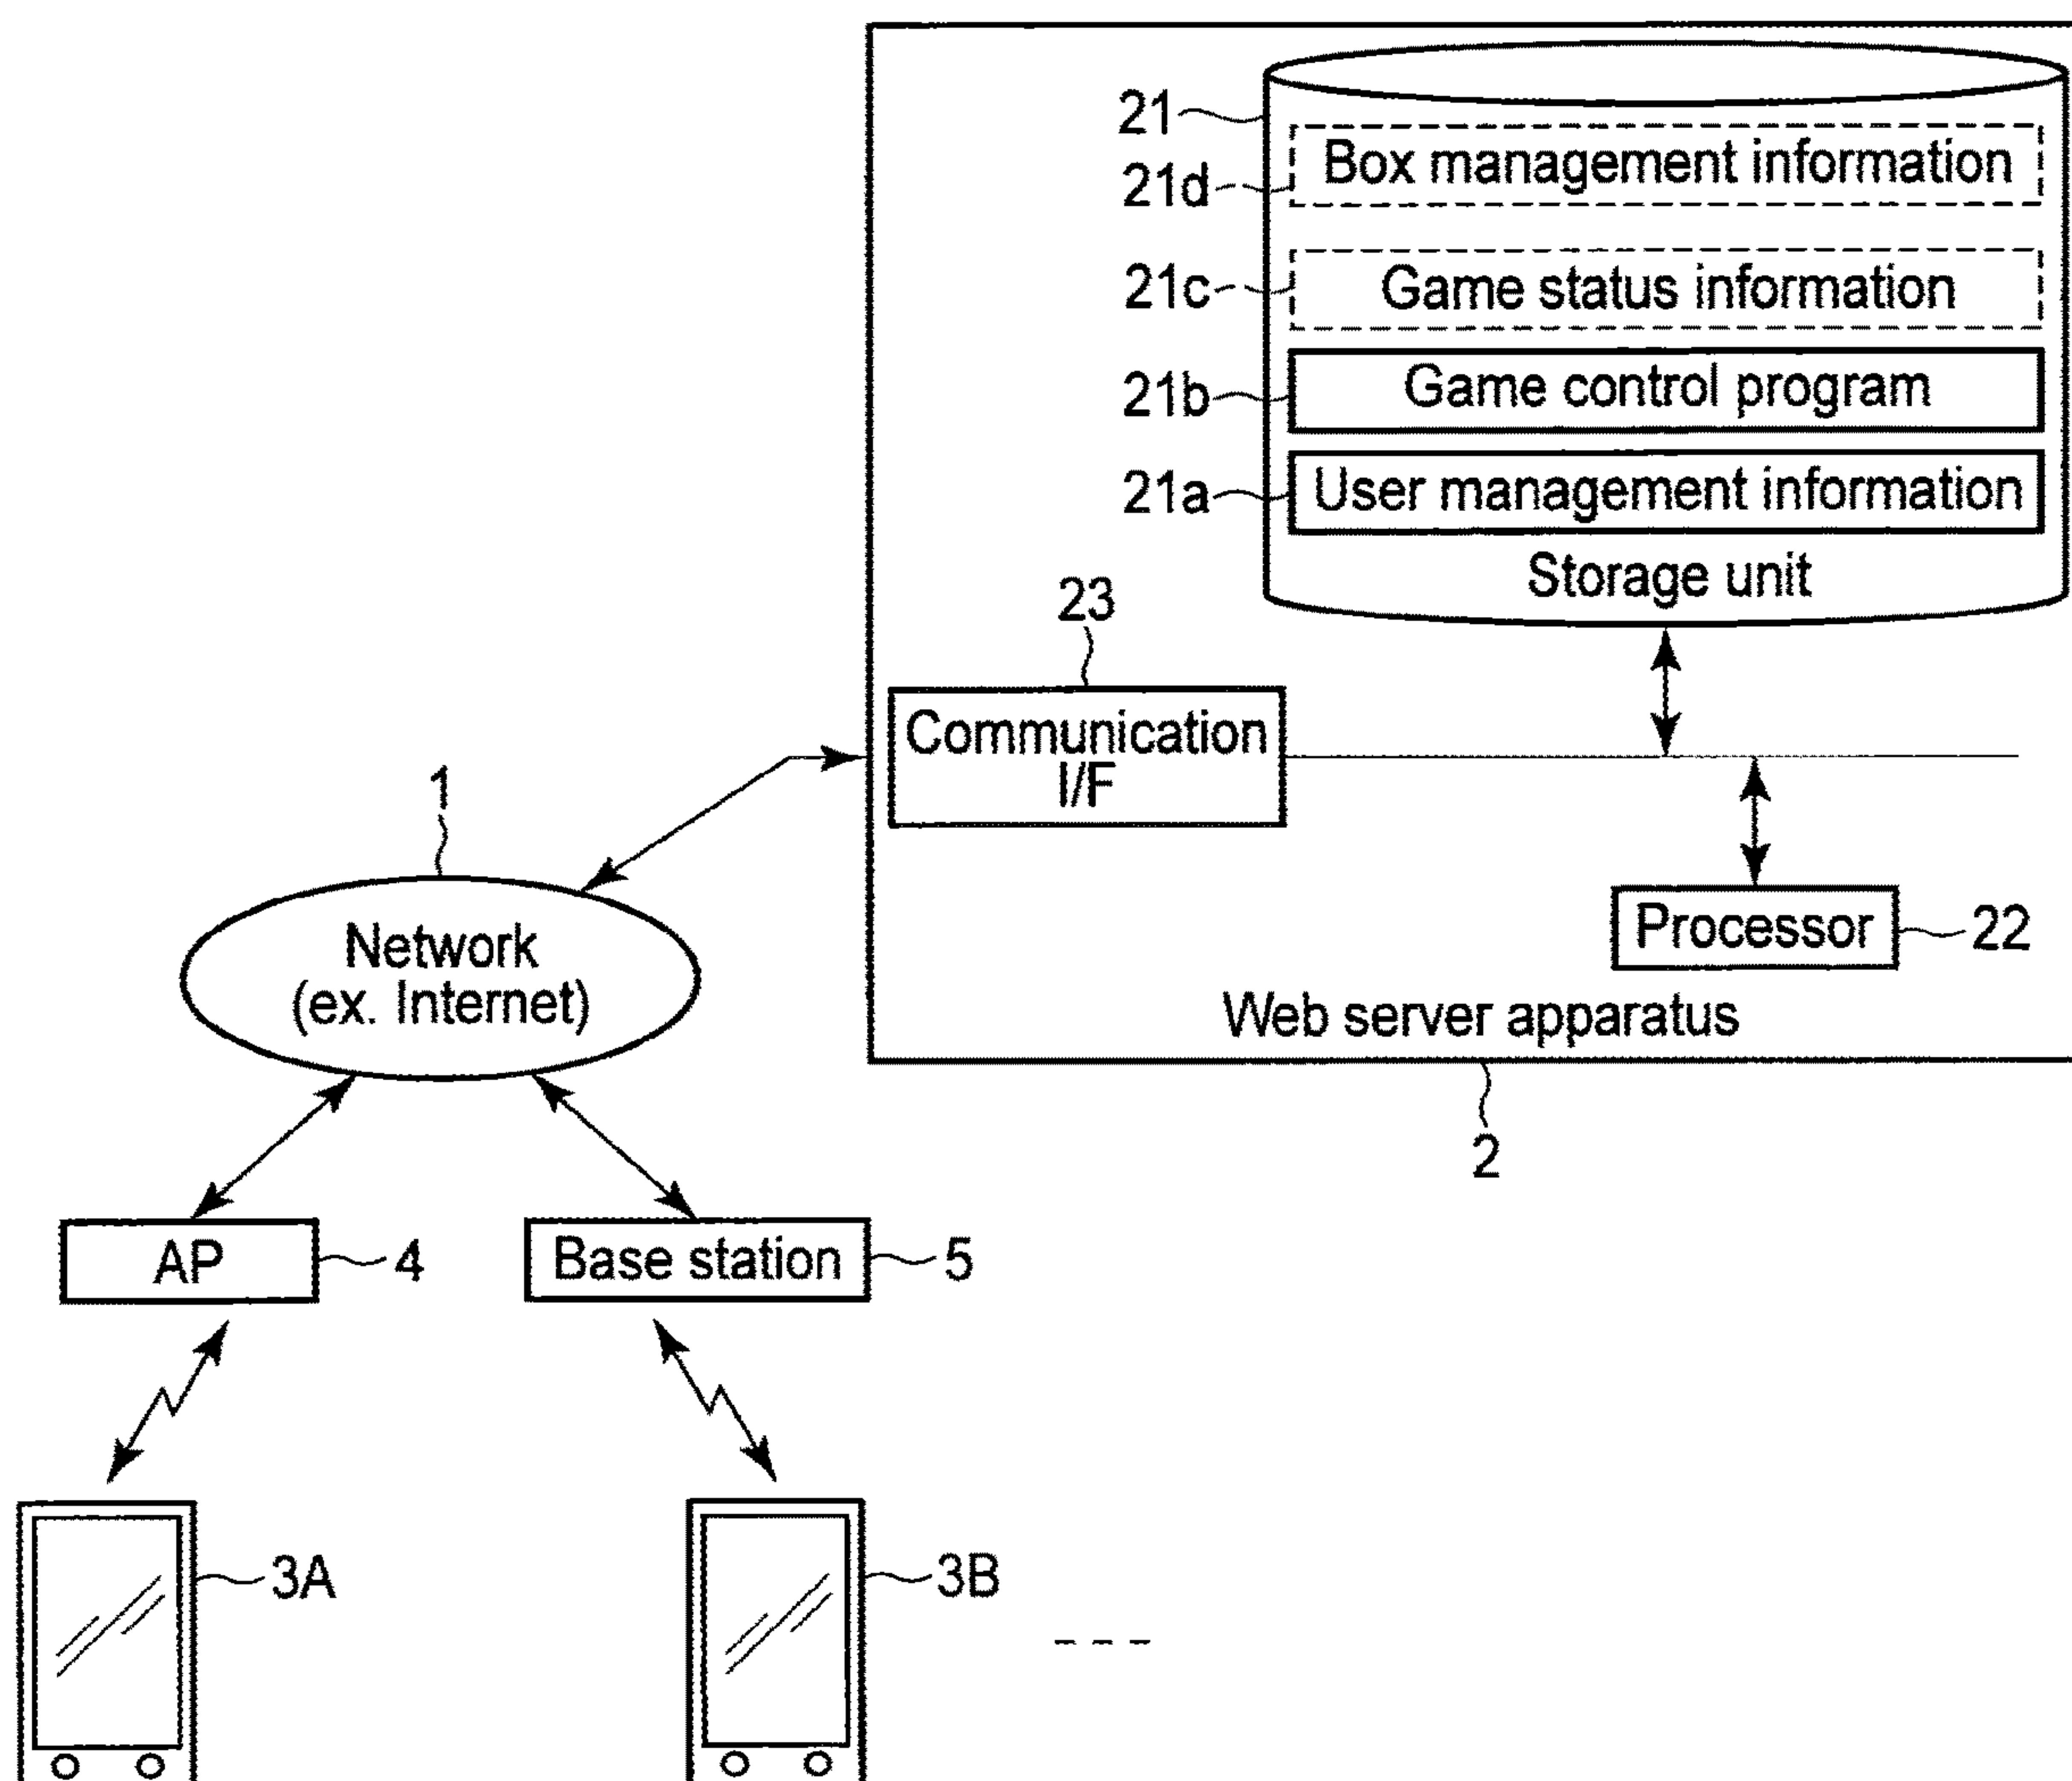 21
Box management information
21d
21c
Game status information
21b
Game control program
21a
User management information
Storage unit
23
Communication
I/F
1
Network
(ex. Internet)
Processor
22
Web server apparatus
2
AP
4
Base station
5
3A
3B